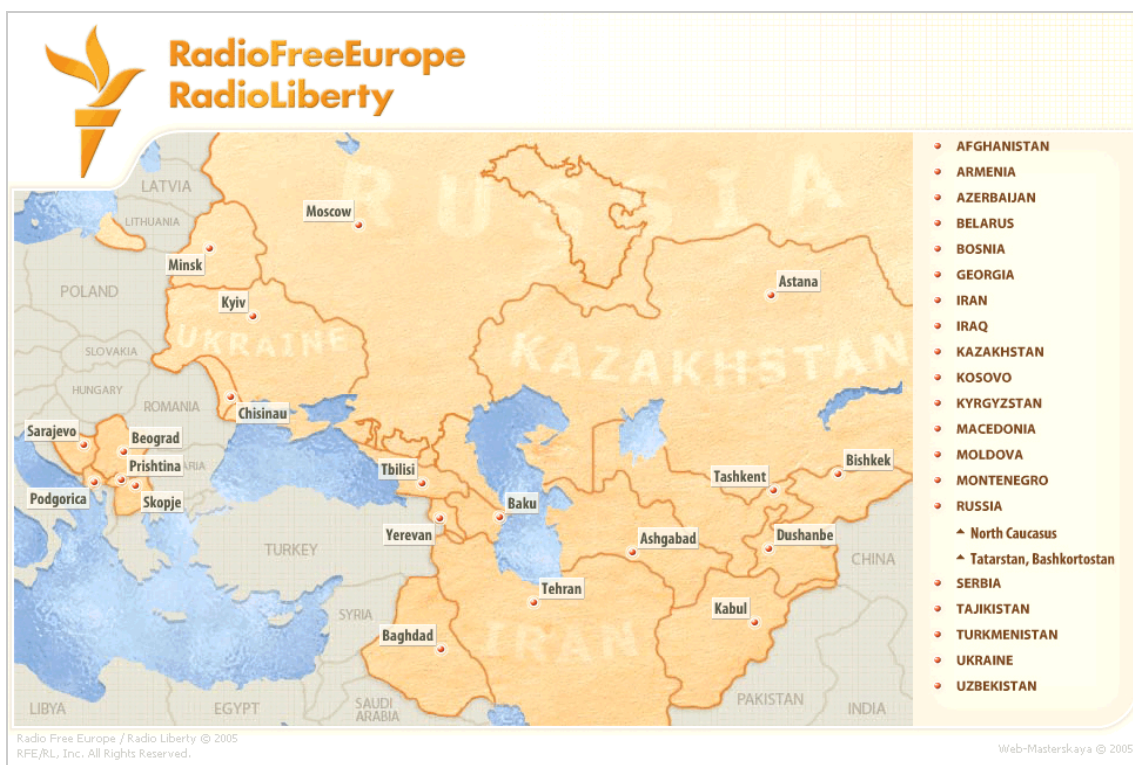 RadioFreeEurope
RadioLiberty
RUSSIA
LATVIA
LITHUANIA
Moscow
Minsk
POLAND
Kyiv
UKRAINE
Astana
KAZAKHSTAN
SLOVAKIA
HUNGARY
ROMANIA
Chisinau
Sarajevo
Beograd
ARIA
Prishtina
Podgorica
Skopje
Tbilisi
Tashkent
Bishkek
Baku
Yerevan
Ashgabad
Dushanbe
TURKEY
CHINA
Tehran
SYRIA
Kabul
Baghdad
IRAN
LIBYA
EGYPT
SAUDI
ARABIA
PAKISTAN
INDIA
AFGHANISTAN
ARMENIA
AZERBAIJAN
BELARUS
BOSNIA
GEORGIA
IRAN
IRAQ
KAZAKHSTAN
KOSOVO
KYRGYZSTAN
MACEDONIA
MOLDOVA
MONTENEGRO
RUSSIA
North Caucasus
Tatarstan, Bashkortostan
SERBIA
TAJIKISTAN
TURKMENISTAN
UKRAINE
UZBEKISTAN
Radio Free Europe / Radio Liberty © 2005
RFE/RL, Inc. All Rights Reserved.
Web-Masterskaya © 2005